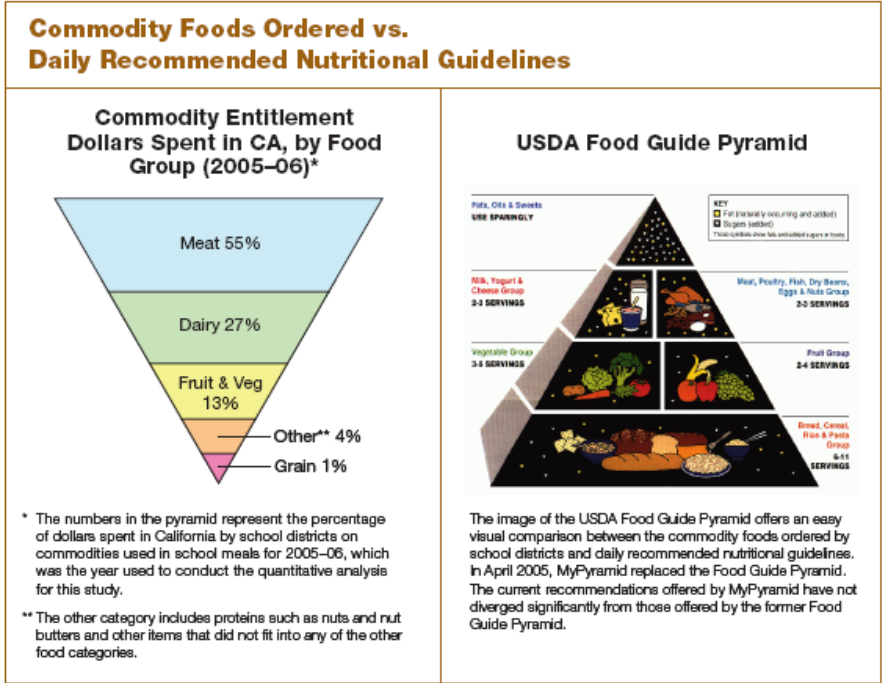 Commodity Foods Ordered vs.
Daily Recommended Nutritional Guidelines
Commodity Entitlement
Dollars Spent in CA, by Food
Group (2005–06)*
Meat 55%
Dairy 27%
Fruit & Veg
13%
Other** 4%
Grain 1%
* The numbers in the pyramid represent the percentage
of dollars spent in California by school districts on
commodities used in school meals for 2005–06, which
was the year used to conduct the quantitative analysis
for this study.
** The other category includes proteins such as nuts and nut
butters and other items that did not fit into any of the other
food categories.
USDA Food Guide Pyramid
Fats, Oils & Sweets
USE SPARINGLY
KEY
Fat (naturally occurring and added)
Sugars (added)
These symbols show fats and added sugars in foods
Milk, Yogurt &
Cheese Group
2-3 SERVINGS
Meat, Poultry, Fish, Dry Beans,
Eggs & Nuts Group
2-3 SERVINGS
Vegetable Group
3-5 SERVINGS
Fruit Group
2-4 SERVINGS
Bread, Cereal,
Rice & Pasta
Group
6-11
SERVINGS
The image of the USDA Food Guide Pyramid offers an easy
visual comparison between the commodity foods ordered by
school districts and daily recommended nutritional guidelines.
In April 2005, MyPyramid replaced the Food Guide Pyramid.
The current recommendations offered by MyPyramid have not
diverged significantly from those offered by the former Food
Guide Pyramid.